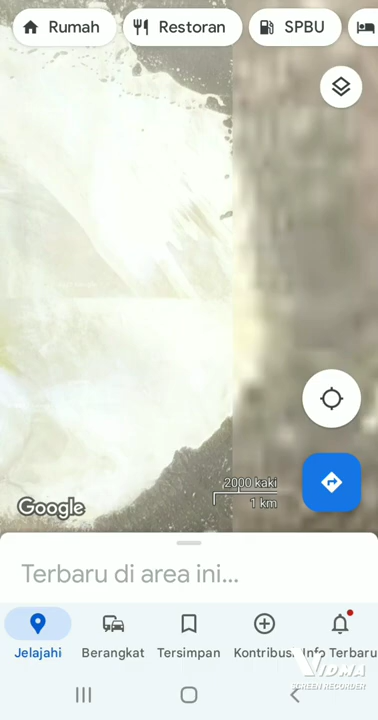 Rumah
Restoran
SPBU
2000 kaki
1 km
Google
Terbaru di area ini...
Jelajahi
Berangkat
Tersimpan
Kontribusi
Info Terbaru
VIDMA
SCREEN RECORDER